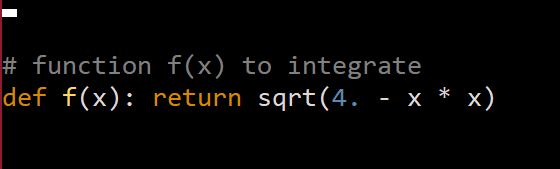 # function f(x) to integrate
def f(x): return sqrt(4. - x * x)